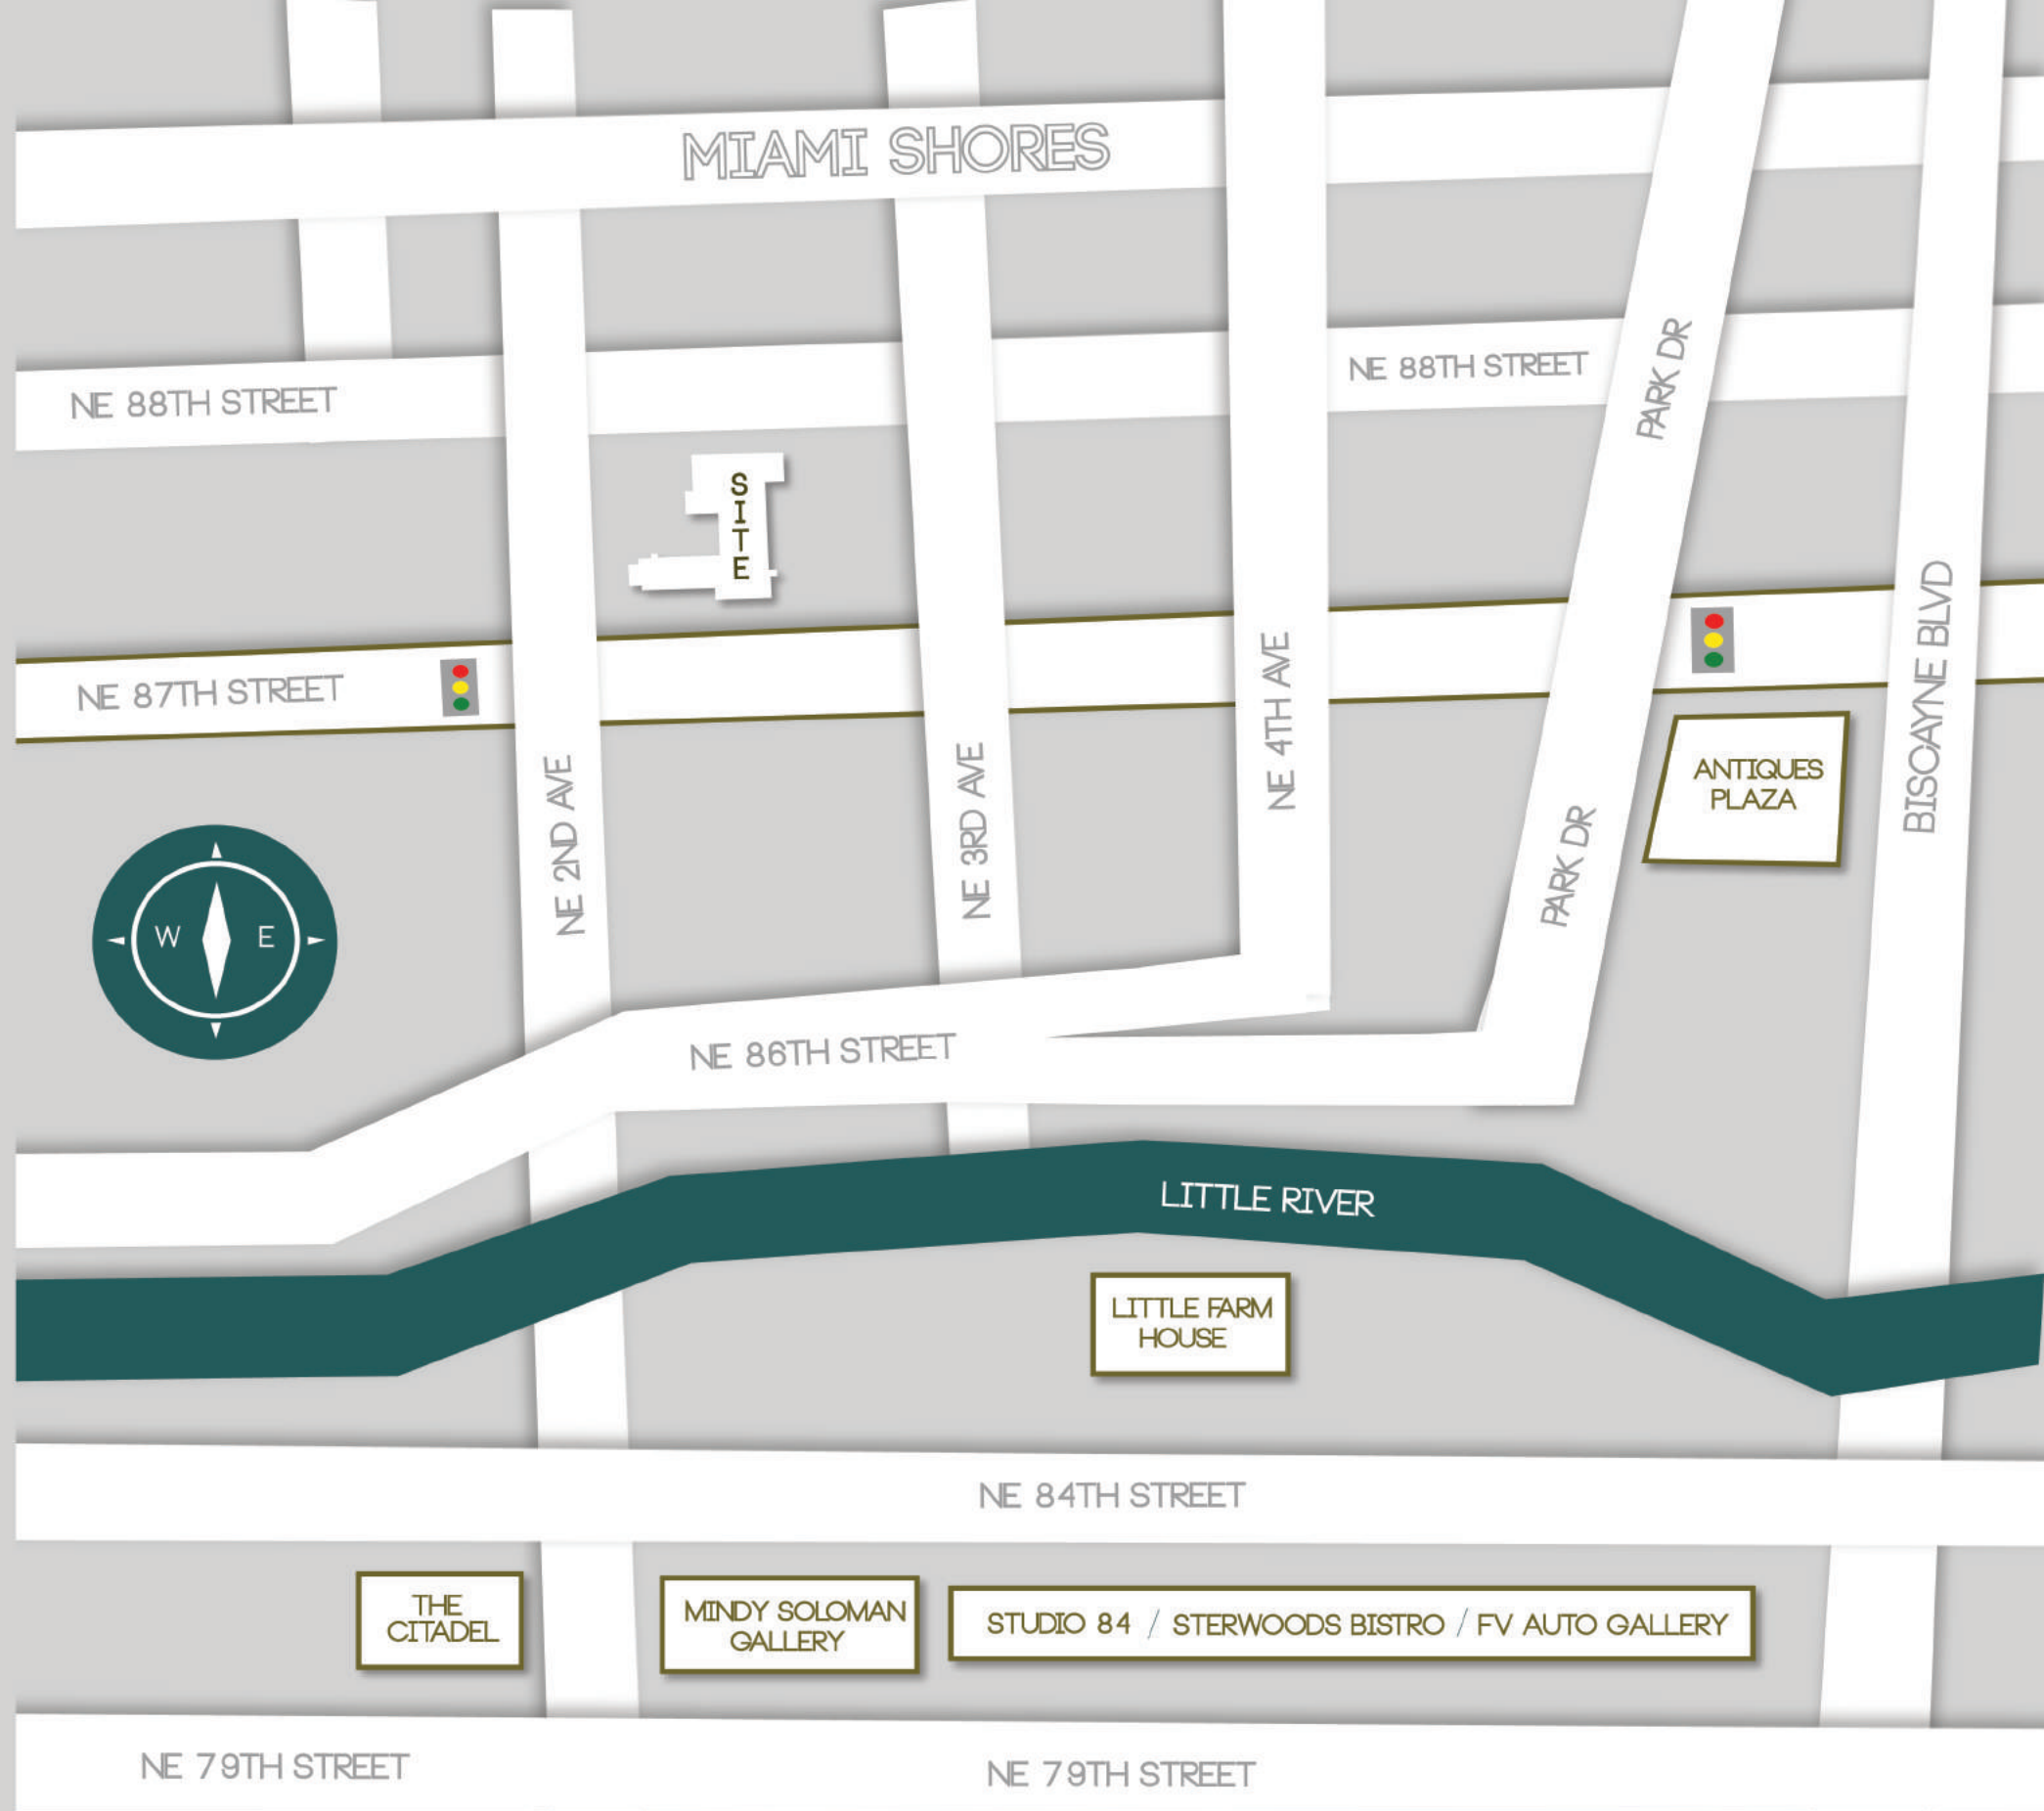 MIAMI SHORES
NE 88TH STREET
NE 88TH STREET
PARK DR
S
I
T
E
NE 87TH STREET
NE 2ND AVE
NE 3RD AVE
NE 4TH AVE
PARK DR
BISCAYNE BLVD
ANTIQUES
PLAZA
W E
NE 86TH STREET
LITTLE RIVER
LITTLE FARM
HOUSE
NE 84TH STREET
THE
CITADEL
MINDY SOLOMAN
GALLERY
STUDIO 84 / STERWOODS BISTRO / FV AUTO GALLERY
NE 79TH STREET
NE 79TH STREET